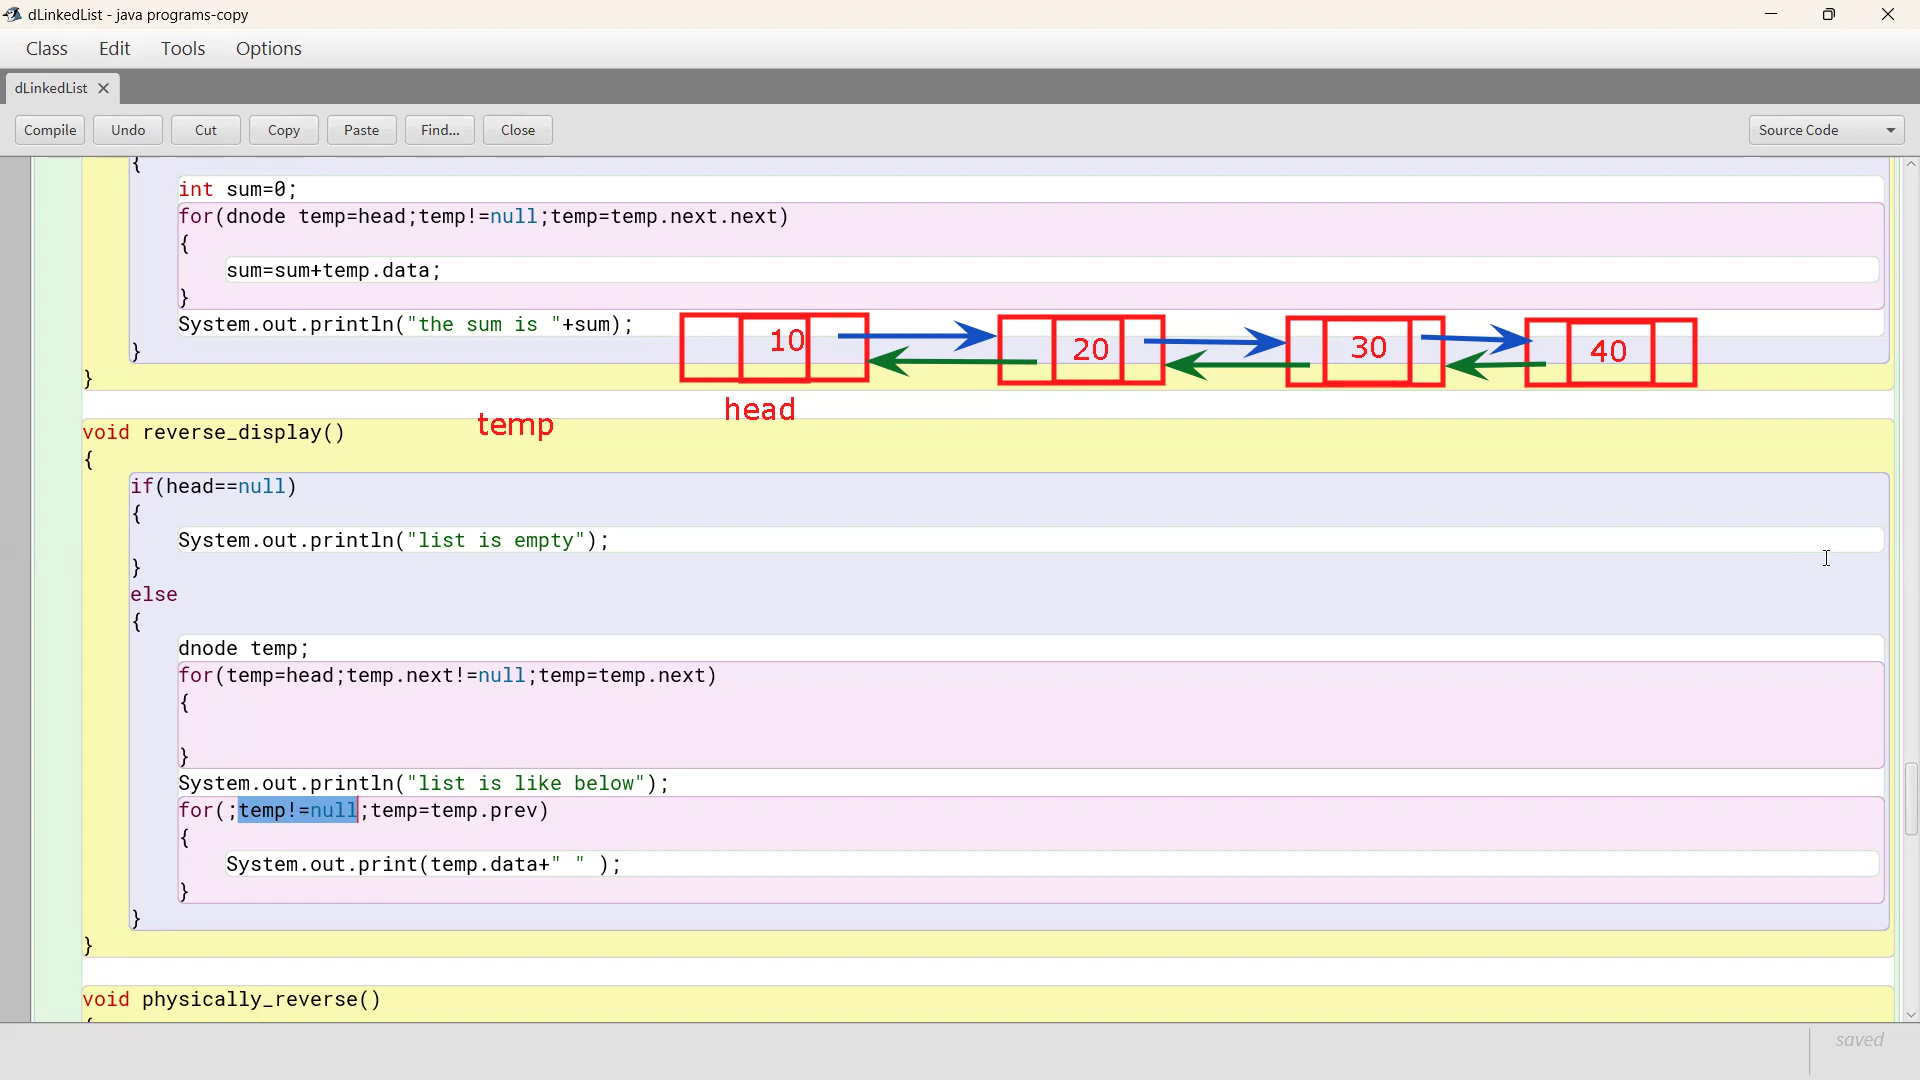 dLinkedList - java programs-copy
Class Edit Tools Options
dLinkedList
Compile Undo Cut Copy Paste Find... Close Source Code
{
int sum=0;
for(dnode temp=head;temp!=null;temp=temp.next.next)
{
sum=sum+temp.data;
}
System.out.println("the sum is "+sum);
10 20 30 40
}
}
head
temp
void reverse_display()
{
if(head==null)
{
System.out.println("list is empty");
}
else
{
dnode temp;
for(temp=head;temp.next!=null;temp=temp.next)
{
}
System.out.println("list is like below");
for(;temp!=null;temp=temp.prev)
{
System.out.print(temp.data+" " );
}
}
}
void physically_reverse()
{
saved